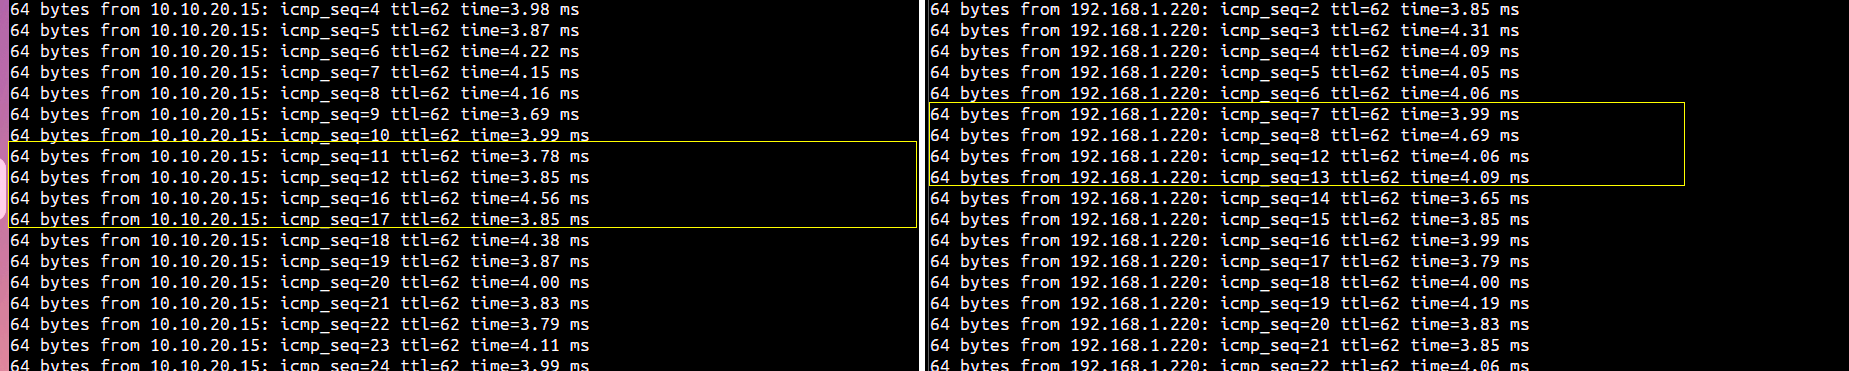 64 bytes from 10.10.20.15: icmp_seq=4 ttl=62 time=3.98 ms
64 bytes from 10.10.20.15: icmp_seq=5 ttl=62 time=3.87 ms
64 bytes from 10.10.20.15: icmp_seq=6 ttl=62 time=4.22 ms
64 bytes from 10.10.20.15: icmp_seq=7 ttl=62 time=4.15 ms
64 bytes from 10.10.20.15: icmp_seq=8 ttl=62 time=4.16 ms
64 bytes from 10.10.20.15: icmp_seq=9 ttl=62 time=3.69 ms
64 bytes from 10.10.20.15: icmp_seq=10 ttl=62 time=3.99 ms
64 bytes from 10.10.20.15: icmp_seq=11 ttl=62 time=3.78 ms
64 bytes from 10.10.20.15: icmp_seq=12 ttl=62 time=3.85 ms
64 bytes from 10.10.20.15: icmp_seq=16 ttl=62 time=4.56 ms
64 bytes from 10.10.20.15: icmp_seq=17 ttl=62 time=3.85 ms
64 bytes from 10.10.20.15: icmp_seq=18 ttl=62 time=4.38 ms
64 bytes from 10.10.20.15: icmp_seq=19 ttl=62 time=3.87 ms
64 bytes from 10.10.20.15: icmp_seq=20 ttl=62 time=4.00 ms
64 bytes from 10.10.20.15: icmp_seq=21 ttl=62 time=3.83 ms
64 bytes from 10.10.20.15: icmp_seq=22 ttl=62 time=3.79 ms
64 bytes from 10.10.20.15: icmp_seq=23 ttl=62 time=4.11 ms
64 bytes from 10.10.20.15: icmp_seq=24 ttl=62 time=3.99 ms
64 bytes from 192.168.1.220: icmp_seq=2 ttl=62 time=3.85 ms
64 bytes from 192.168.1.220: icmp_seq=3 ttl=62 time=4.31 ms
64 bytes from 192.168.1.220: icmp_seq=4 ttl=62 time=4.09 ms
64 bytes from 192.168.1.220: icmp_seq=5 ttl=62 time=4.05 ms
64 bytes from 192.168.1.220: icmp_seq=6 ttl=62 time=4.06 ms
64 bytes from 192.168.1.220: icmp_seq=7 ttl=62 time=3.99 ms
64 bytes from 192.168.1.220: icmp_seq=8 ttl=62 time=4.69 ms
64 bytes from 192.168.1.220: icmp_seq=12 ttl=62 time=4.06 ms
64 bytes from 192.168.1.220: icmp_seq=13 ttl=62 time=4.09 ms
64 bytes from 192.168.1.220: icmp_seq=14 ttl=62 time=3.65 ms
64 bytes from 192.168.1.220: icmp_seq=15 ttl=62 time=3.85 ms
64 bytes from 192.168.1.220: icmp_seq=16 ttl=62 time=3.99 ms
64 bytes from 192.168.1.220: icmp_seq=17 ttl=62 time=3.79 ms
64 bytes from 192.168.1.220: icmp_seq=18 ttl=62 time=4.00 ms
64 bytes from 192.168.1.220: icmp_seq=19 ttl=62 time=4.19 ms
64 bytes from 192.168.1.220: icmp_seq=20 ttl=62 time=3.83 ms
64 bytes from 192.168.1.220: icmp_seq=21 ttl=62 time=3.85 ms
64 bytes from 192.168.1.220: icmp_seq=22 ttl=62 time=4.06 ms